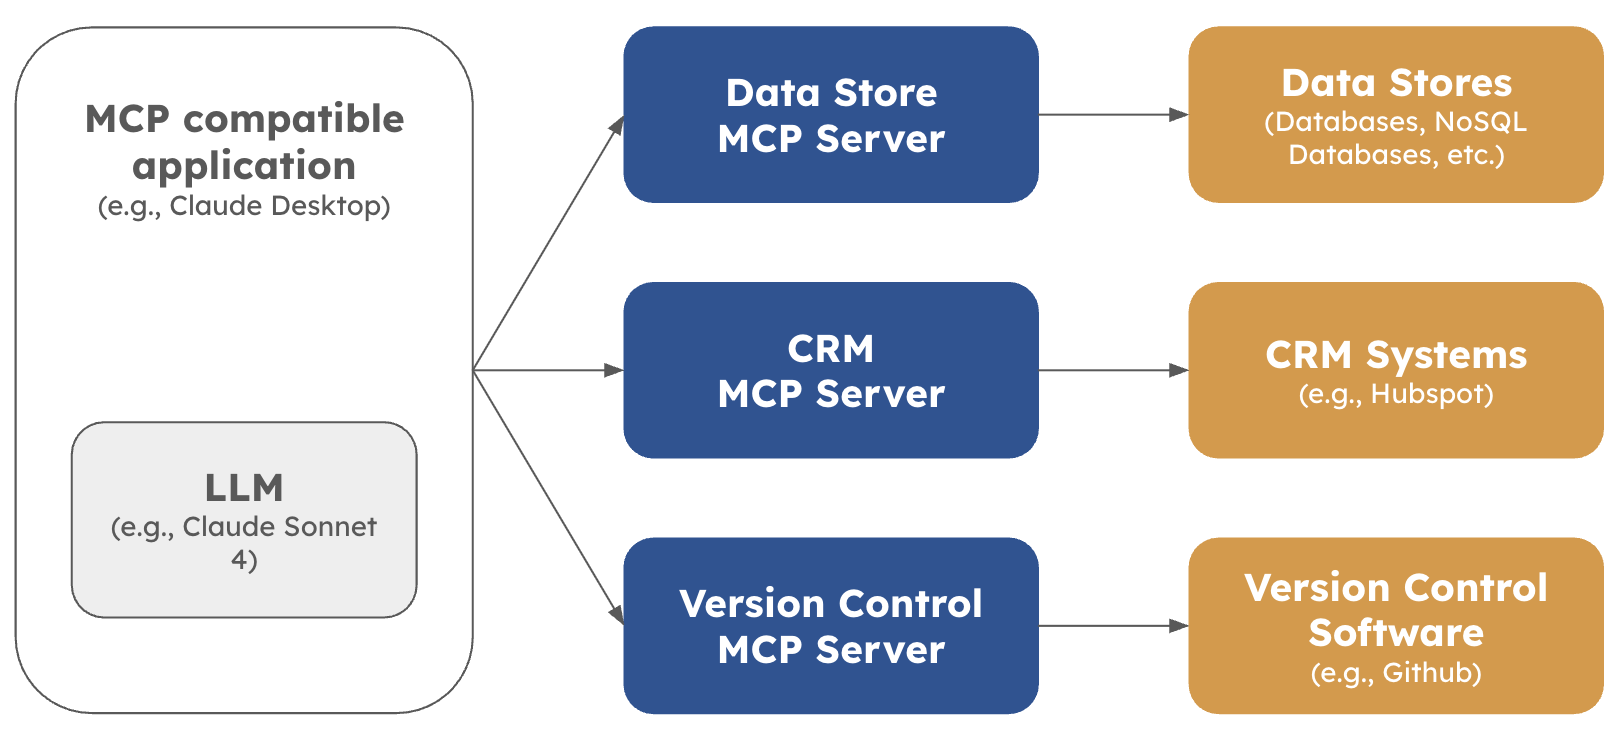 MCP compatible
application
(e.g., Claude Desktop)
LLM
(e.g., Claude Sonnet
4)
Data Store
MCP Server
Data Stores
(Databases, NoSQL
Databases, etc.)
CRM
MCP Server
CRM Systems
(e.g., Hubspot)
Version Control
MCP Server
Version Control
Software
(e.g., Github)